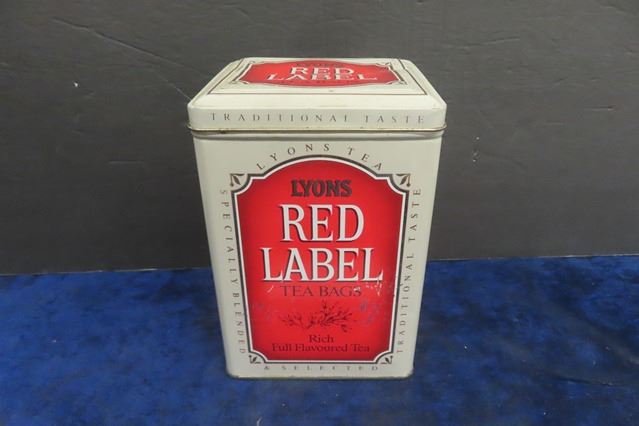 LYONS
RED
LABEL
TRADITIONAL TASTE
LYONS TEA
SPECIALLY BLENDED
TRADITIONAL TASTE
LYONS
RED
LABEL
TEA BAGS
Rich
Full Flavoured Tea
& SELECTED